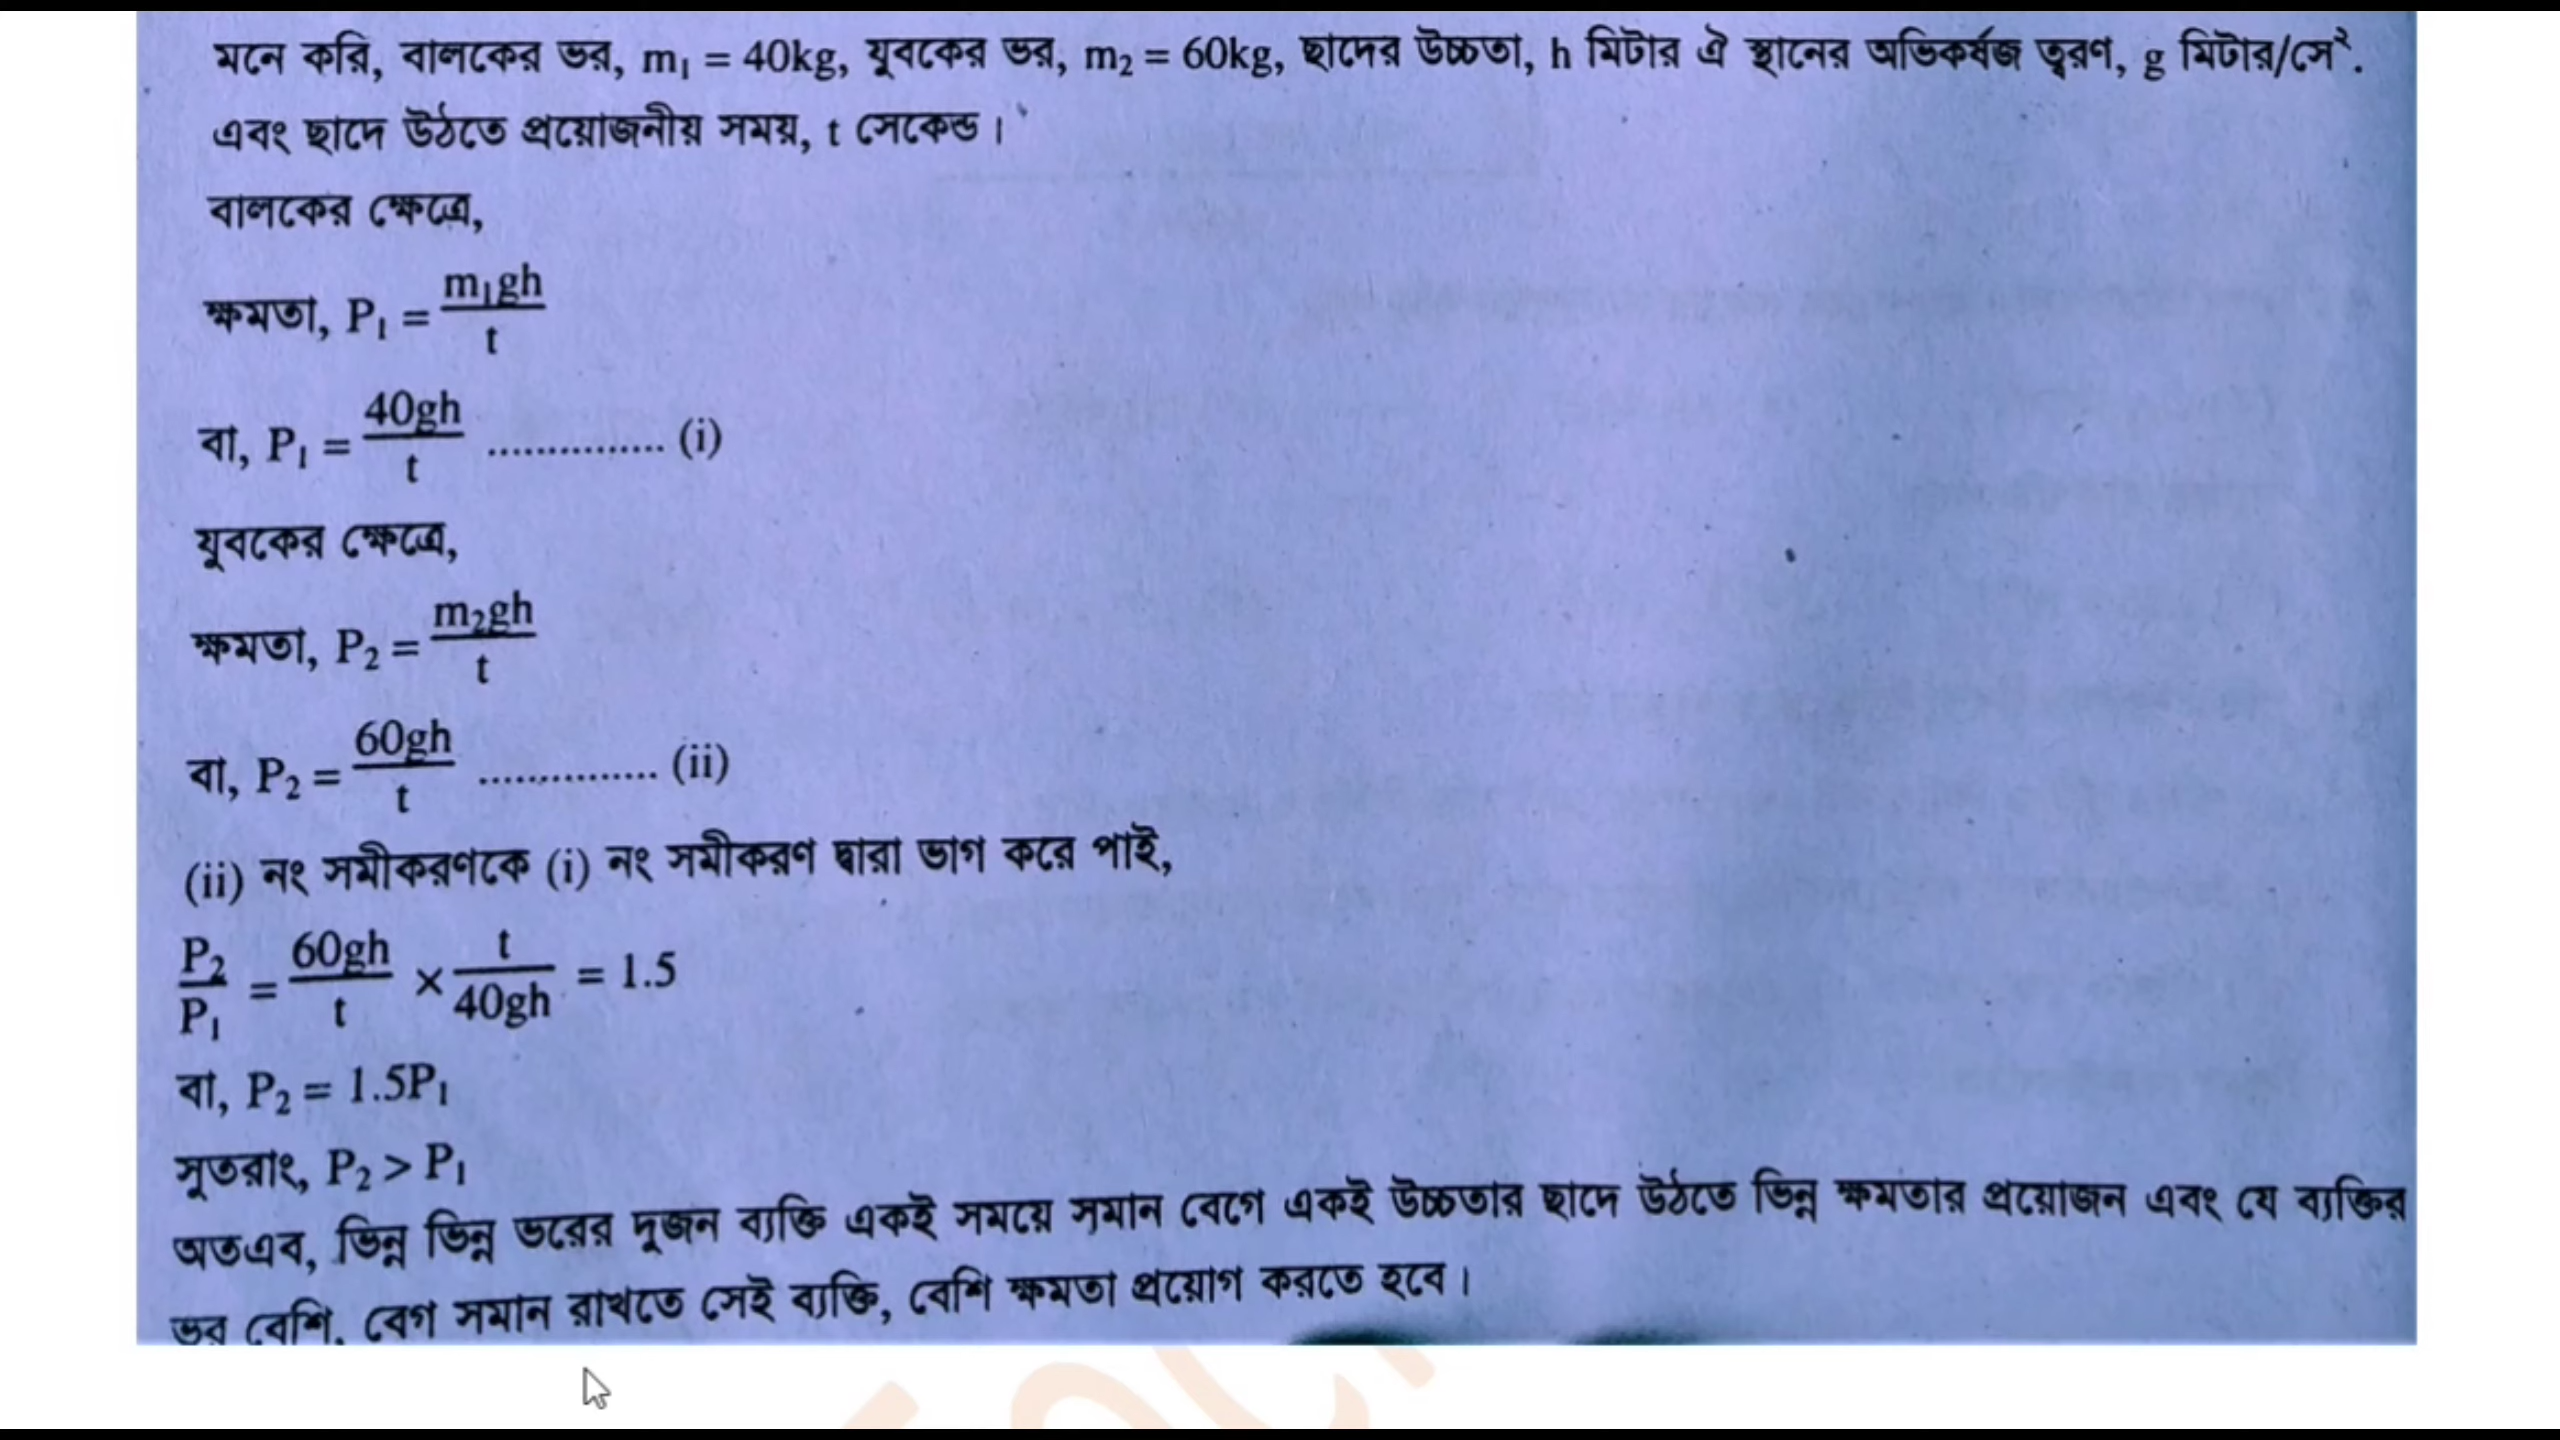 মনে করি, বালকের ভর, m₁ = 40kg, যুবকের ভর, m₂ = 60kg, ছাদের উচ্চতা, h মিটার ঐ স্থানের অভিকর্ষজ ত্বরণ, g মিটার/সে².
এবং ছাদে উঠতে প্রয়োজনীয় সময়, t সেকেন্ড।
বালকের ক্ষেত্রে,
ক্ষমতা, P₁ = m₁gh / t
বা, P₁ = 40gh / t ............... (i)
যুবকের ক্ষেত্রে,
ক্ষমতা, P₂ = m₂gh / t
বা, P₂ = 60gh / t ............... (ii)
(ii) নং সমীকরণকে (i) নং সমীকরণ দ্বারা ভাগ করে পাই,
P₂ / P₁ = 60gh / t × t / 40gh = 1.5
বা, P₂ = 1.5P₁
সুতরাং, P₂ > P₁
অতএব, ভিন্ন ভিন্ন ভরের দুজন ব্যক্তি একই সময়ে সমান বেগে একই উচ্চতার ছাদে উঠতে ভিন্ন ক্ষমতার প্রয়োজন এবং যে ব্যক্তির
ভর বেশি, বেগ সমান রাখতে সেই ব্যক্তি, বেশি ক্ষমতা প্রয়োগ করতে হবে।